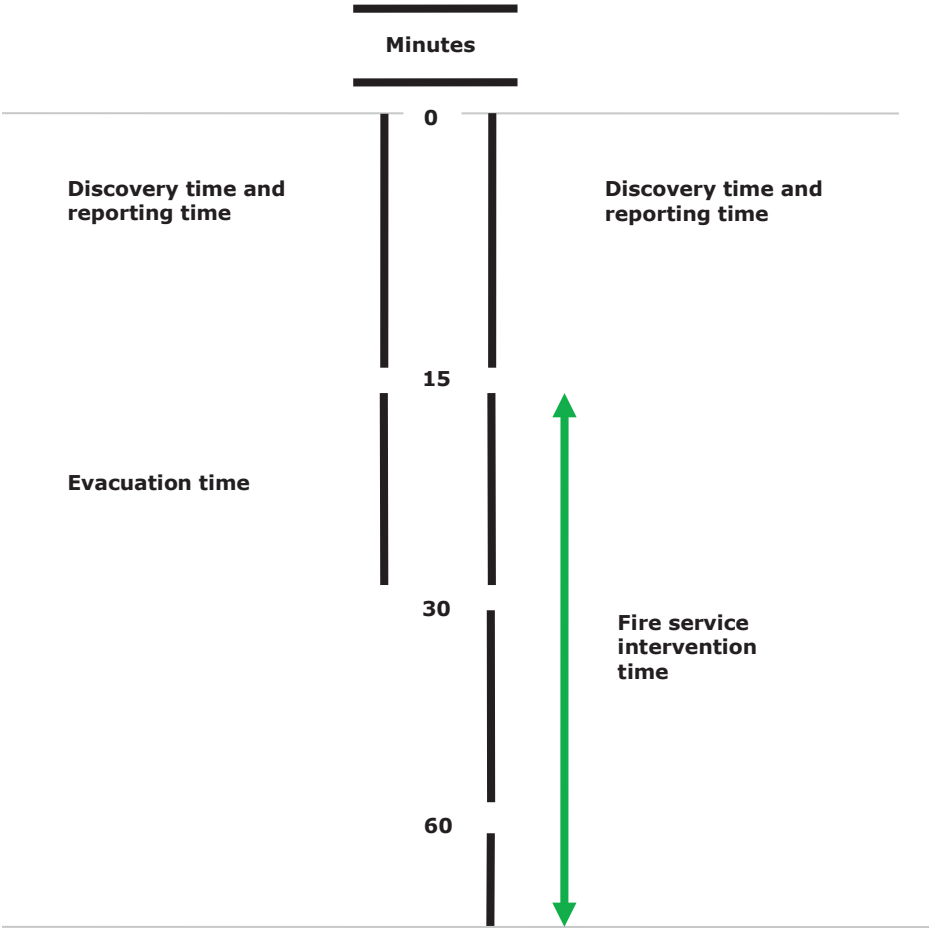 Minutes
0
Discovery time and
reporting time
Discovery time and
reporting time
15
Evacuation time
30
Fire service
intervention
time
60